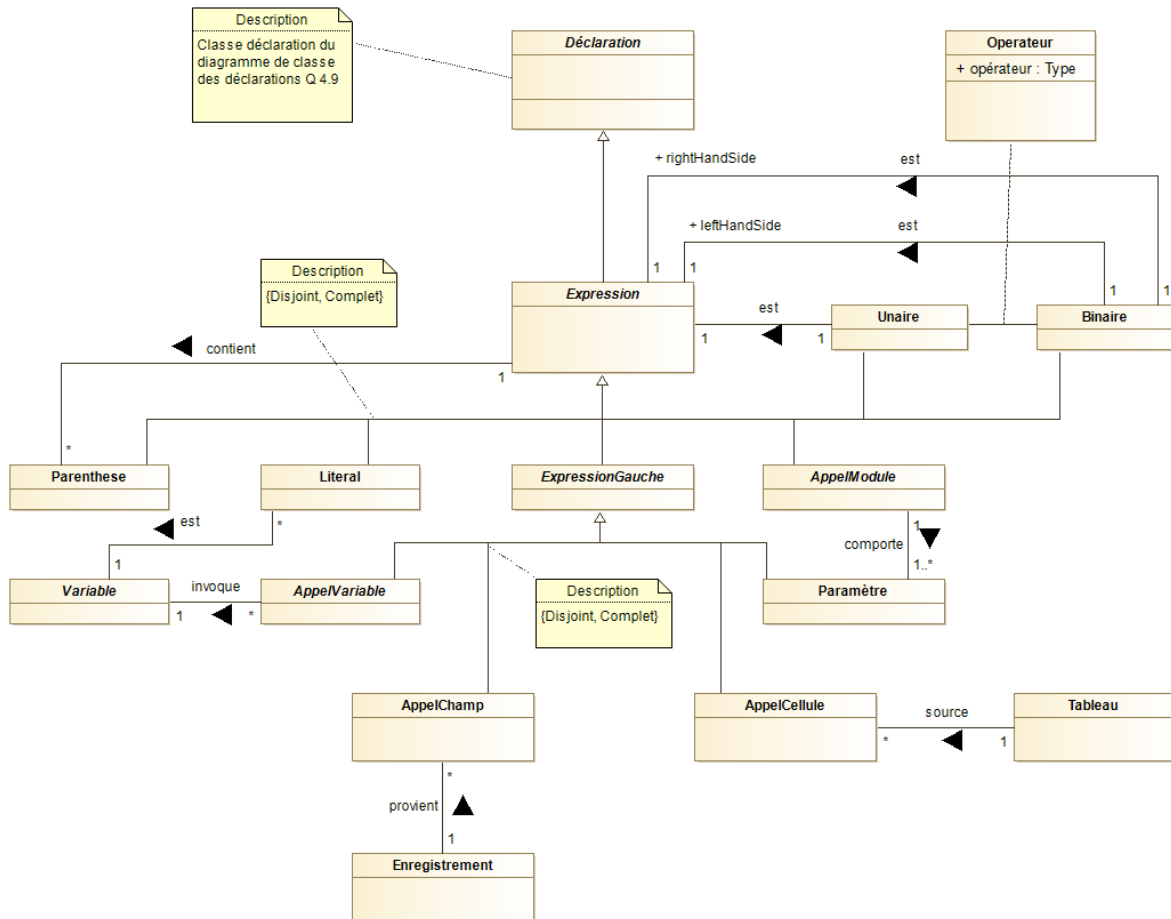 Description
Classe déclaration du
diagramme de classe
des déclarations Q 4.9
Déclaration
Operateur
+ opérateur : Type
+ rightHandSide
est
+ leftHandSide
est
Description
{Disjoint, Complet}
1
1
1
1
Expression
est
Unaire
Binaire
1
1
contient
1
*
Parenthese
Literal
ExpressionGauche
AppelModule
est
*
1
comporte
1
1..*
Variable
invoque
AppelVariable
1
*
Description
{Disjoint, Complet}
Paramètre
AppelChamp
AppelCellule
source
Tableau
*
1
*
provient
1
Enregistrement